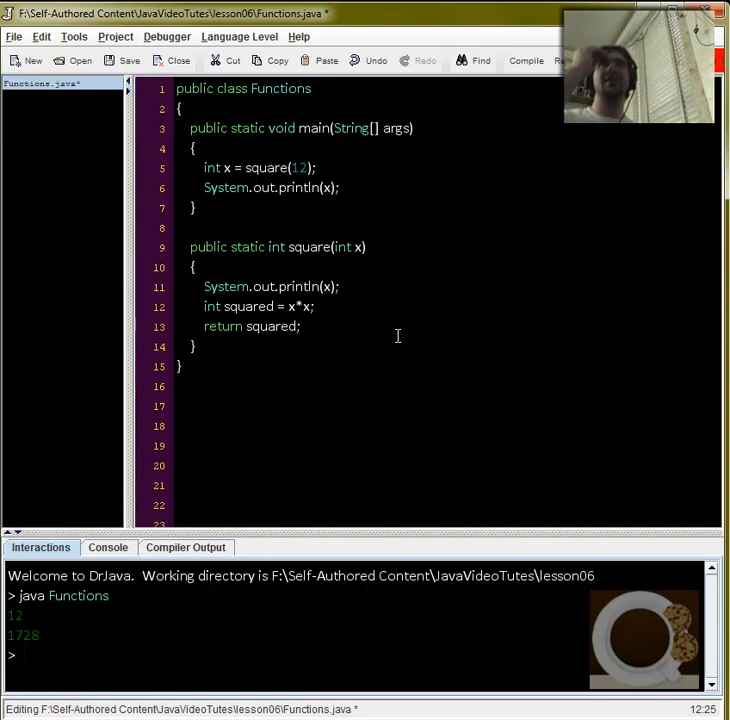 F:\Self-Authored Content\JavaVideoTutes\lesson06\Functions.java *
File Edit Tools Project Debugger Language Level Help
New Open Save Close Cut Copy Paste Undo Redo Find Compile
Functions.java*
1 public class Functions
2 {
3 public static void main(String[] args)
4 {
5 int x = square(12);
6 System.out.println(x);
7 }
8
9 public static int square(int x)
10 {
11 System.out.println(x);
12 int squared = x*x;
13 return squared;
14 }
15 }
16
17
18
19
20
21
22
23
Interactions Console Compiler Output
Welcome to DrJava. Working directory is F:\Self-Authored Content\JavaVideoTutes\lesson06
> java Functions
12
1728
>
Editing F:\Self-Authored Content\JavaVideoTutes\lesson06\Functions.java * 12:25